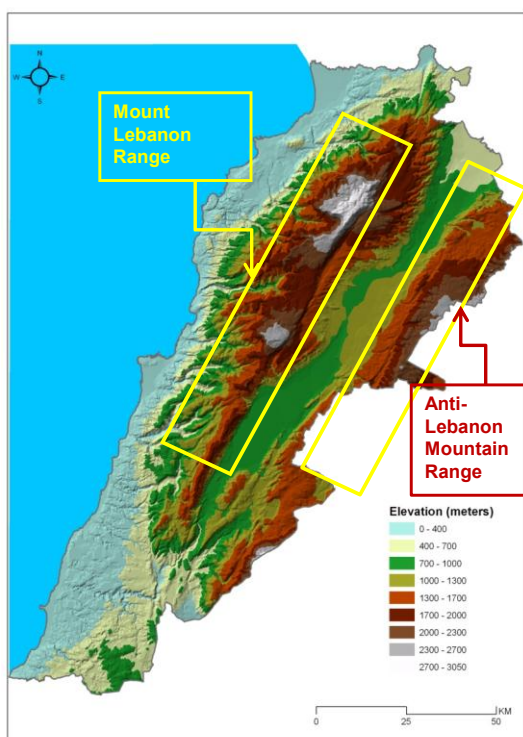 N
W E
S
Mount
Lebanon
Range
Anti-
Lebanon
Mountain
Range
Elevation (meters)
0 - 400
400 - 700
700 - 1000
1000 - 1300
1300 - 1700
1700 - 2000
2000 - 2300
2300 - 2700
2700 - 3050
KM
0 25 50